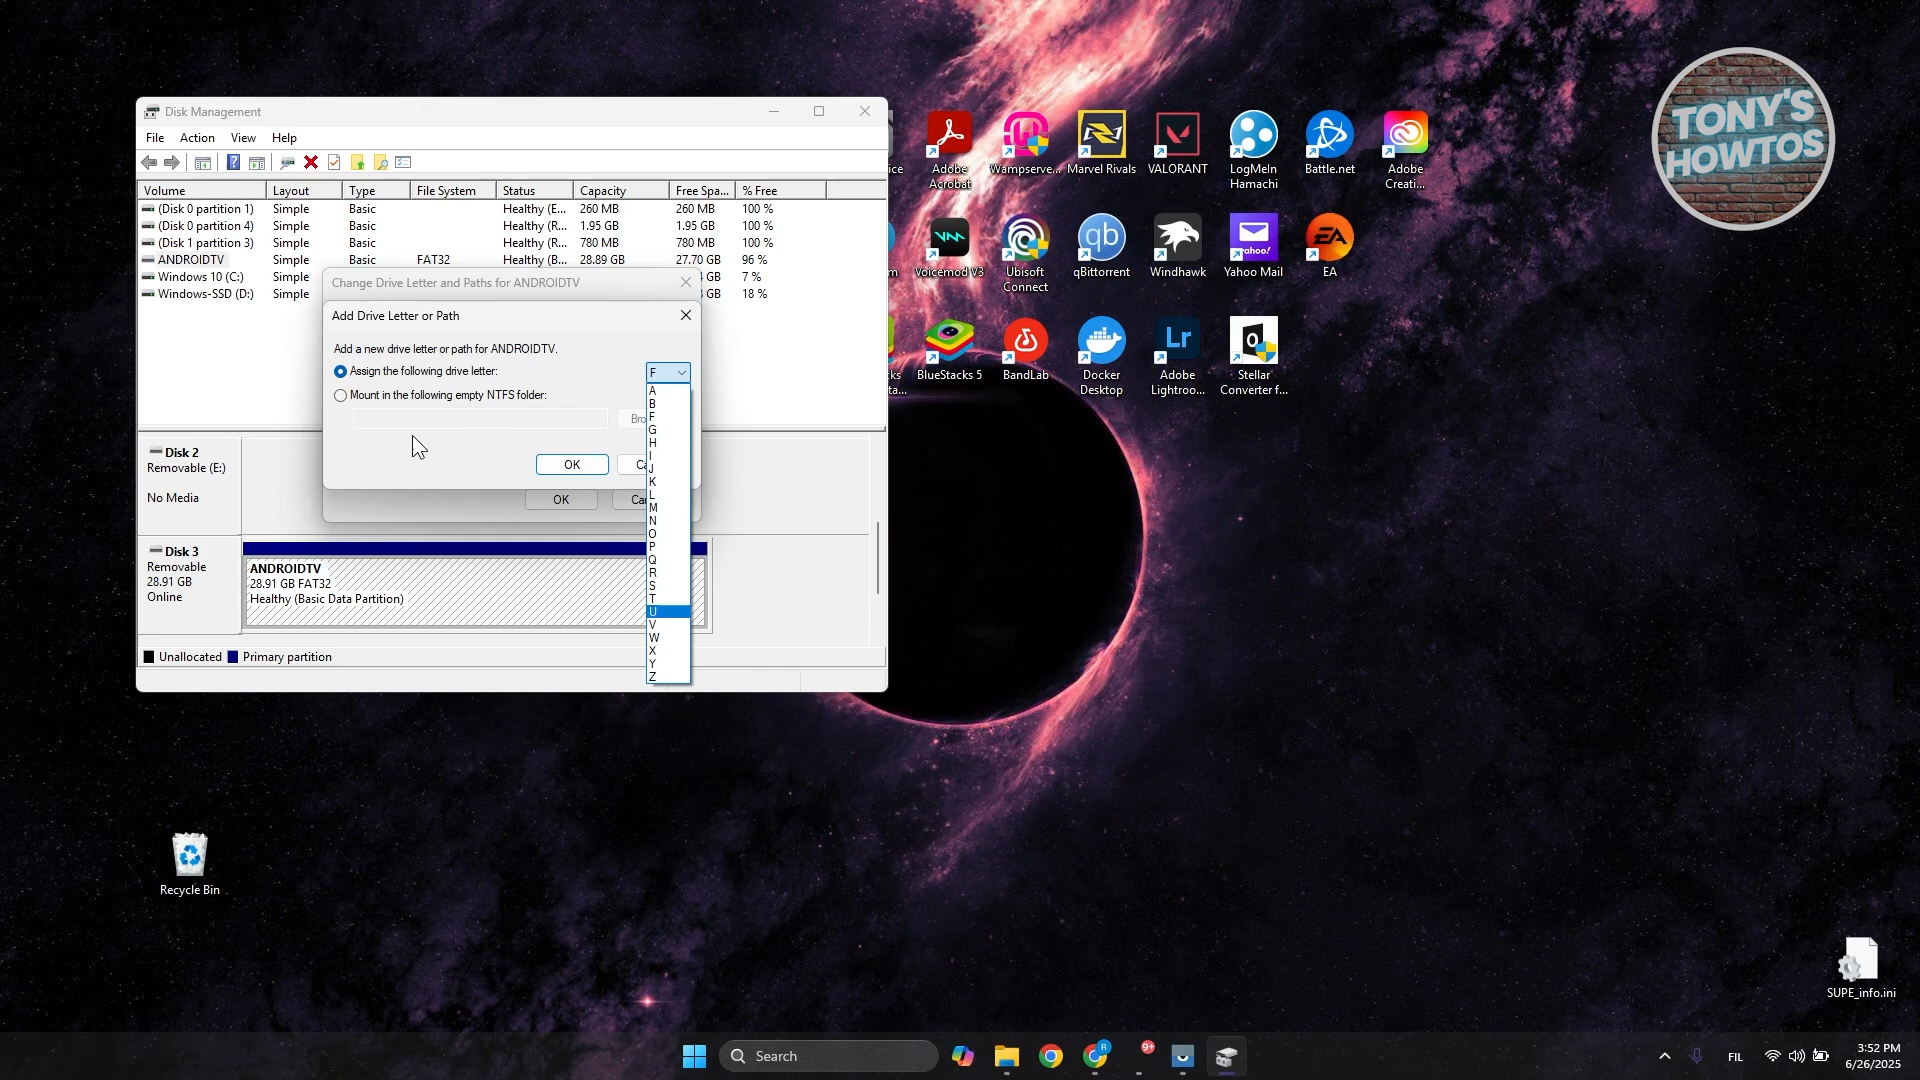 Disk Management
File Action View Help
Volume Layout Type File System Status Capacity Free Spa... % Free
(Disk 0 partition 1) Simple Basic Healthy (E... 260 MB 260 MB 100 %
(Disk 0 partition 4) Simple Basic Healthy (R... 1.95 GB 1.95 GB 100 %
(Disk 1 partition 3) Simple Basic Healthy (R... 780 MB 780 MB 100 %
ANDROIDTV Simple Basic FAT32 Healthy (B... 28.89 GB 27.70 GB 96 %
Windows 10 (C:) Simple GB 7 %
Windows-SSD (D:) Simple GB 18 %
Change Drive Letter and Paths for ANDROIDTV
Add Drive Letter or Path
Add a new drive letter or path for ANDROIDTV.
Assign the following drive letter:
F
Mount in the following empty NTFS folder:
Bro
OK Ca
OK Ca
A
B
F
G
H
I
J
K
L
M
N
O
P
Q
R
S
T
U
V
W
X
Y
Z
Disk 2
Removable (E:)
No Media
Disk 3
Removable
28.91 GB
Online
ANDROIDTV
28.91 GB FAT32
Healthy (Basic Data Partition)
Unallocated Primary partition
Adobe Acrobat
Wampserve...
Marvel Rivals
VALORANT
LogMeIn Hamachi
Battle.net
Adobe Creati...
Voicemod V3
Ubisoft Connect
qBittorrent
Windhawk
Yahoo Mail
EA
BlueStacks 5
BandLab
Docker Desktop
Adobe Lightroo...
Stellar Converter f...
TONY'S
HOWTOS
Recycle Bin
SUPE_info.ini
Search
9+
FIL
3:52 PM
6/26/2025